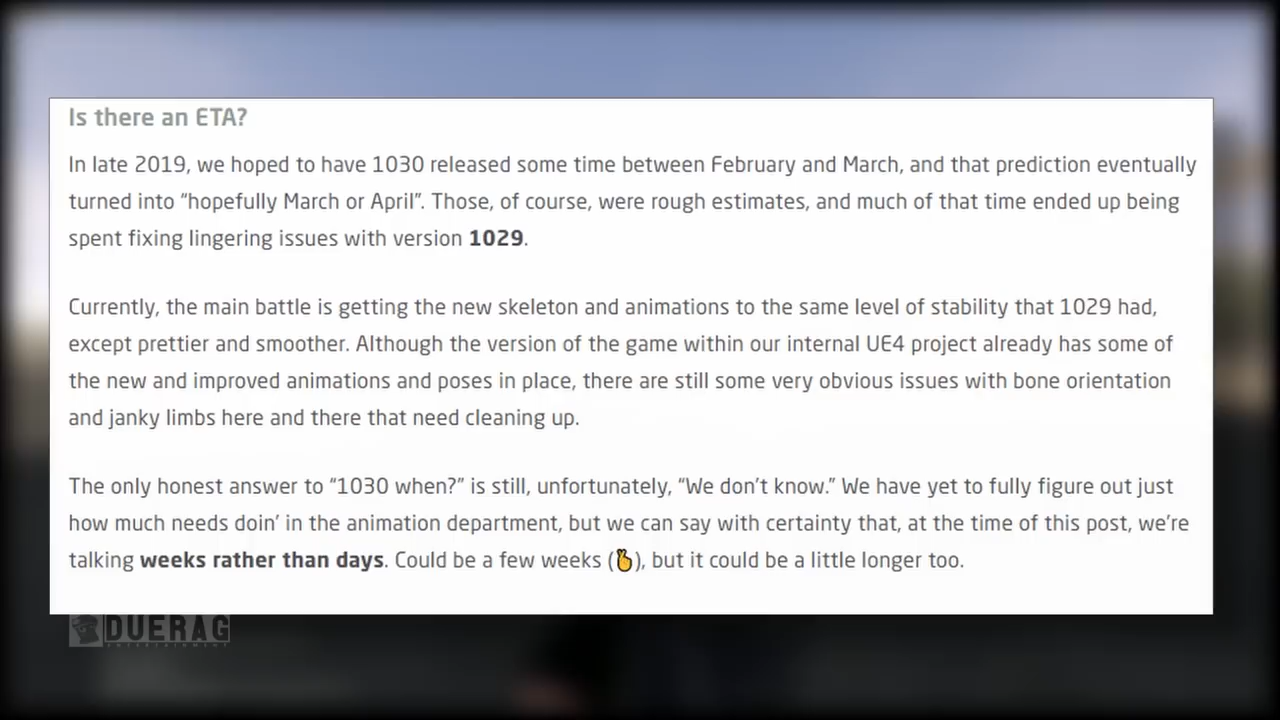 Is there an ETA?
In late 2019, we hoped to have 1030 released some time between February and March, and that prediction eventually
turned into “hopefully March or April”. Those, of course, were rough estimates, and much of that time ended up being
spent fixing lingering issues with version 1029.
Currently, the main battle is getting the new skeleton and animations to the same level of stability that 1029 had,
except prettier and smoother. Although the version of the game within our internal UE4 project already has some of
the new and improved animations and poses in place, there are still some very obvious issues with bone orientation
and janky limbs here and there that need cleaning up.
The only honest answer to “1030 when?” is still, unfortunately, “We don’t know.” We have yet to fully figure out just
how much needs doin’ in the animation department, but we can say with certainty that, at the time of this post, we’re
talking weeks rather than days. Could be a few weeks (🤞), but it could be a little longer too.
DUERAG
ENTERTAINMENT